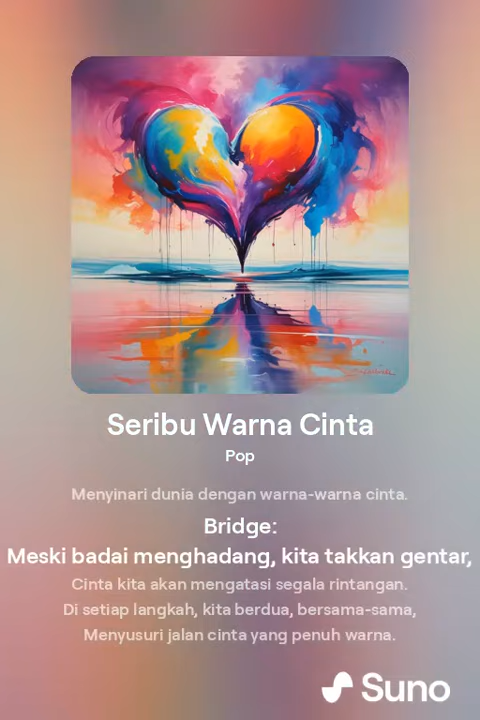 Seribu Warna Cinta
Pop
Menyinari dunia dengan warna-warna cinta.
Bridge:
Meski badai menghadang, kita takkan gentar,
Cinta kita akan mengatasi segala rintangan.
Di setiap langkah, kita berdua, bersama-sama,
Menyusuri jalan cinta yang penuh warna.
Suno